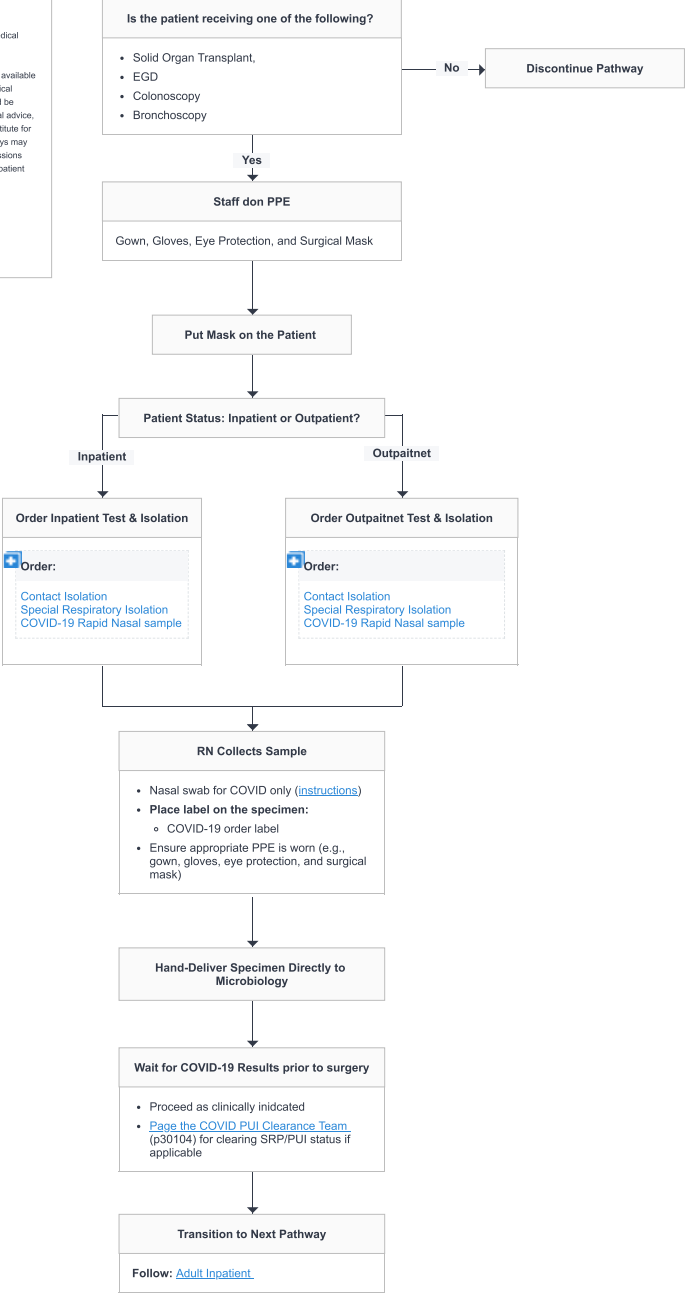 dical
available
ical
l be
al advice,
titute for
ys may
ssions
patient
Is the patient receiving one of the following?
Solid Organ Transplant,
EGD
Colonoscopy
Bronchoscopy
No
Discontinue Pathway
Yes
Staff don PPE
Gown, Gloves, Eye Protection, and Surgical Mask
Put Mask on the Patient
Patient Status: Inpatient or Outpatient?
Inpatient
Outpaitnet
Order Inpatient Test & Isolation
Order:
Contact Isolation
Special Respiratory Isolation
COVID-19 Rapid Nasal sample
Order Outpaitnet Test & Isolation
Order:
Contact Isolation
Special Respiratory Isolation
COVID-19 Rapid Nasal sample
RN Collects Sample
Nasal swab for COVID only (instructions)
Place label on the specimen:
COVID-19 order label
Ensure appropriate PPE is worn (e.g.,
gown, gloves, eye protection, and surgical
mask)
Hand-Deliver Specimen Directly to
Microbiology
Wait for COVID-19 Results prior to surgery
Proceed as clinically inidcated
Page the COVID PUI Clearance Team
(p30104) for clearing SRP/PUI status if
applicable
Transition to Next Pathway
Follow: Adult Inpatient